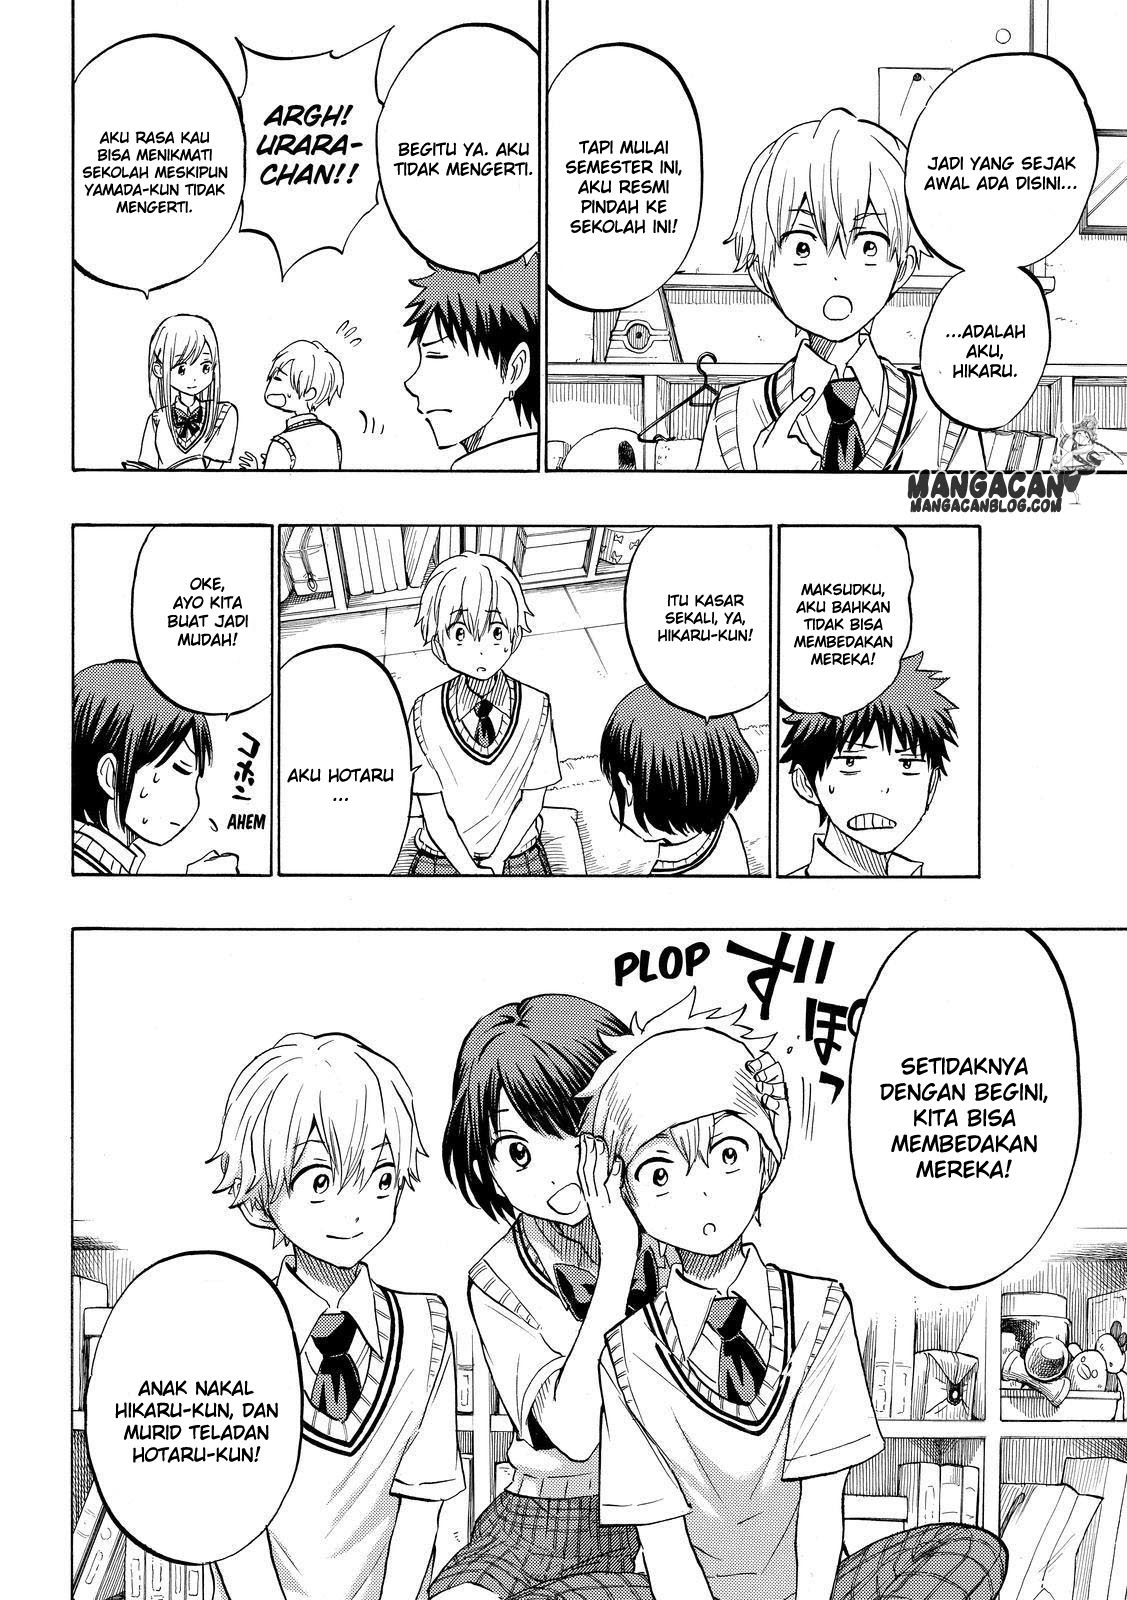 JADI YANG SEJAK
AWAL ADA DISINI...
...ADALAH
AKU,
HIKARU.
TAPI MULAI
SEMESTER INI,
AKU RESMI
PINDAH KE
SEKOLAH INI!
BEGITU YA. AKU
TIDAK MENGERTI.
ARGH!
URARA-
CHAN!!
AKU RASA KAU
BISA MENIKMATI
SEKOLAH MESKIPUN
YAMADA-KUN TIDAK
MENGERTI.
MANGACAN
MANGACANBLOG.COM
MAKSUDKU,
AKU BAHKAN
TIDAK BISA
MEMBEDAKAN
MEREKA!
ITU KASAR
SEKALI, YA,
HIKARU-KUN!
AKU HOTARU
...
OKE,
AYO KITA
BUAT JADI
MUDAH!
AHEM
PLOP
ずぽっ
SETIDAKNYA
DENGAN BEGINI,
KITA BISA
MEMBEDAKAN
MEREKA!
ANAK NAKAL
HIKARU-KUN, DAN
MURID TELADAN
HOTARU-KUN!